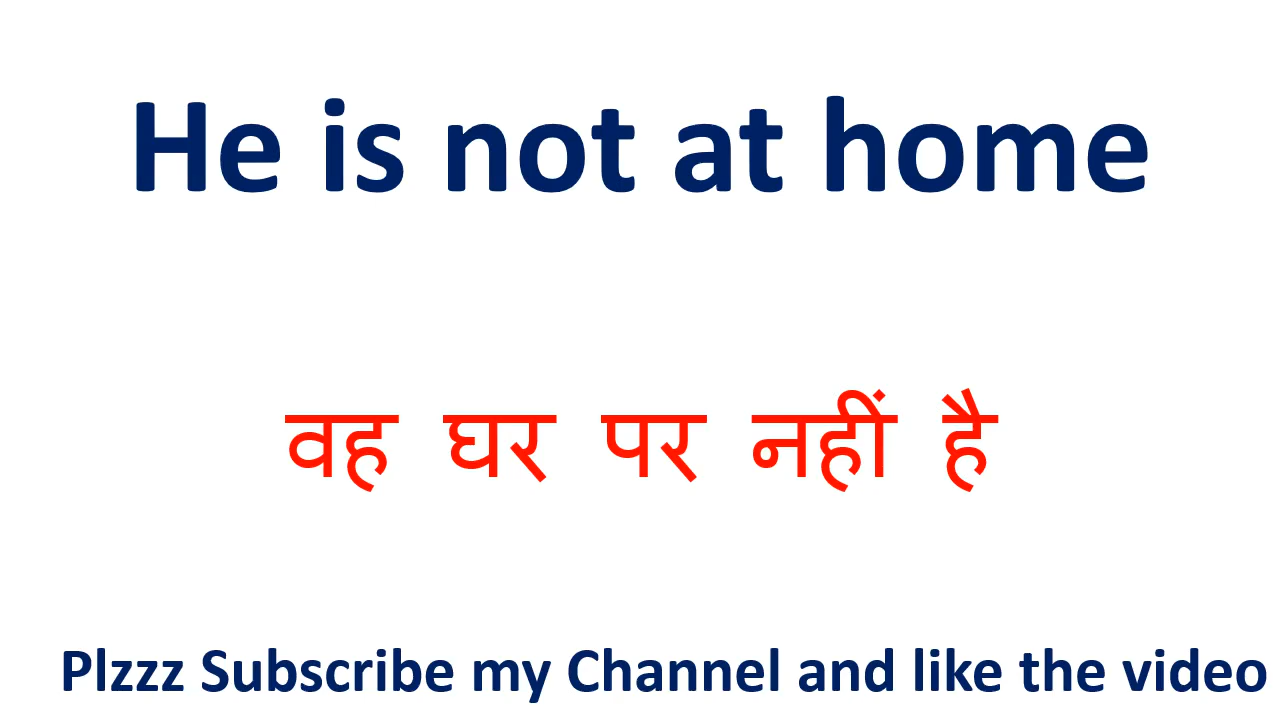 He is not at home
वह घर पर नहीं है
Plzzz Subscribe my Channel and like the video